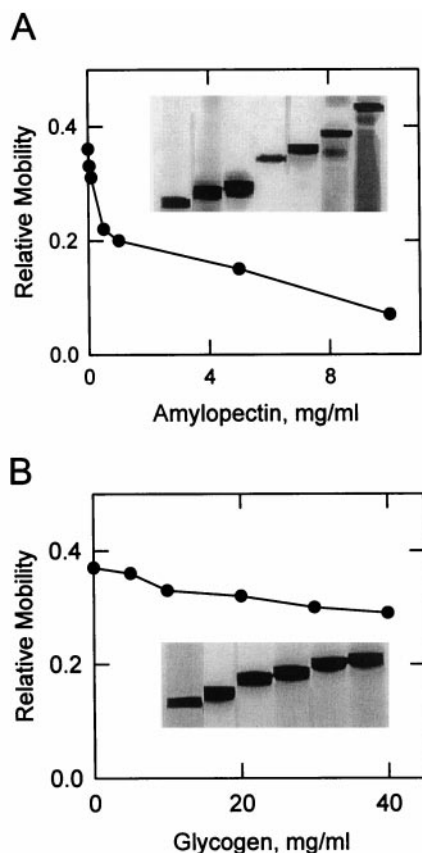 A
Relative Mobility
0.4
0.2
0.0
0 4 8
Amylopectin, mg/ml
B
Relative Mobility
0.4
0.2
0.0
0 20 40
Glycogen, mg/ml